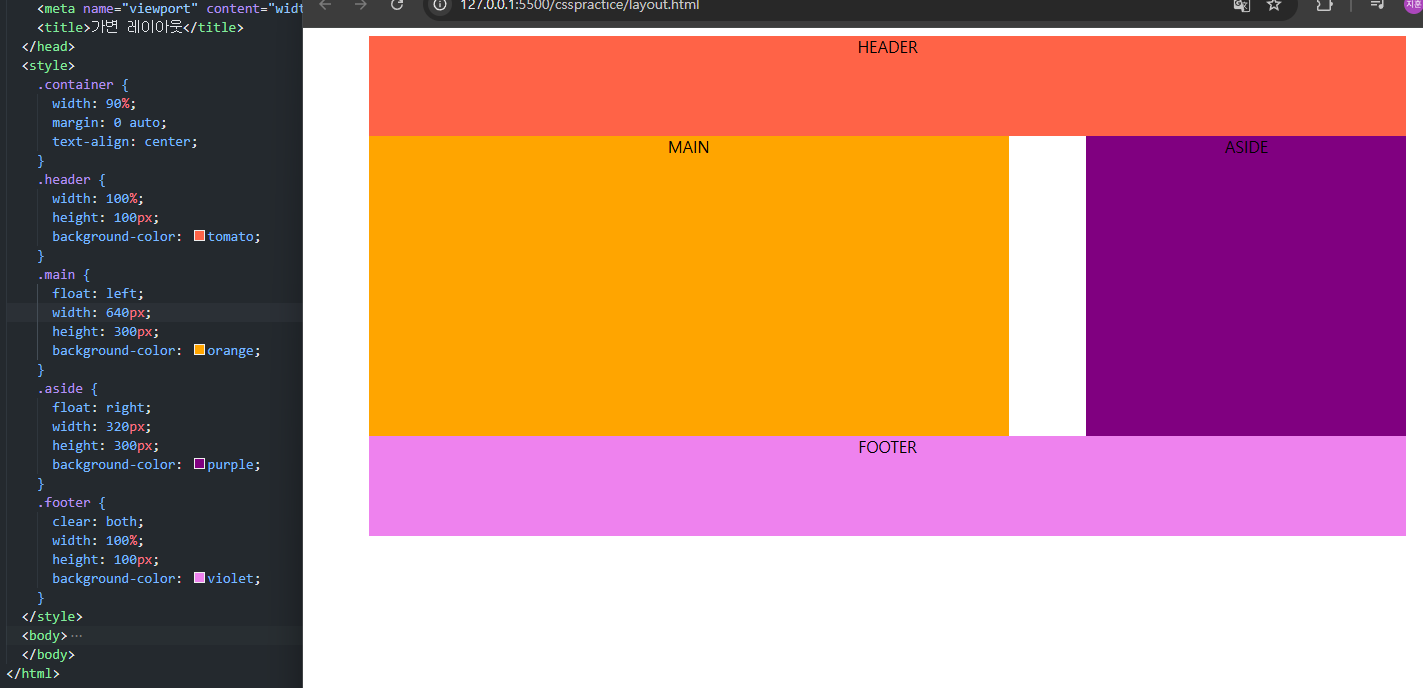 <meta name="viewport" content="widt
<title>가변 레이아웃</title>
</head>
<style>
.container {
width: 90%;
margin: 0 auto;
text-align: center;
}
.header {
width: 100%;
height: 100px;
background-color: tomato;
}
.main {
float: left;
width: 640px;
height: 300px;
background-color: orange;
}
.aside {
float: right;
width: 320px;
height: 300px;
background-color: purple;
}
.footer {
clear: both;
width: 100%;
height: 100px;
background-color: violet;
}
</style>
<body> ...
</body>
</html>
127.0.0.1:5500/csspractice/layout.html
지훈
HEADER
MAIN
ASIDE
FOOTER